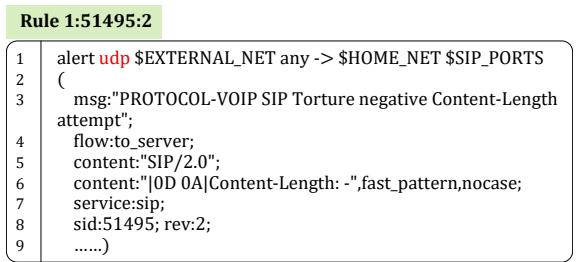 Rule 1:51495:2
1 alert udp $EXTERNAL_NET any -> $HOME_NET $SIP_PORTS
2 (
3 msg:"PROTOCOL-VOIP SIP Torture negative Content-Length
attempt";
4 flow:to_server;
5 content:"SIP/2.0";
6 content:"|0D 0A|Content-Length: -",fast_pattern,nocase;
7 service:sip;
8 sid:51495; rev:2;
9 ……)